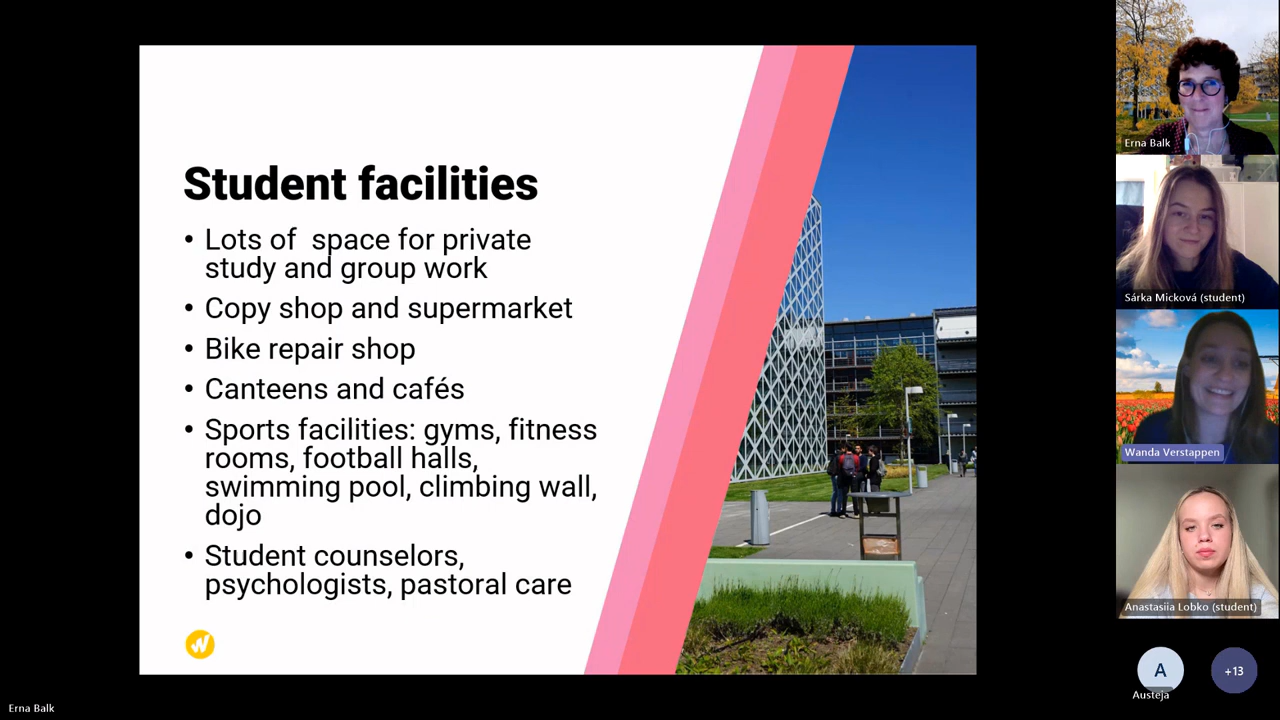 Student facilities
• Lots of  space for private
study and group work
• Copy shop and supermarket
• Bike repair shop
• Canteens and cafés
• Sports facilities: gyms, fitness
rooms, football halls,
swimming pool, climbing wall,
dojo
• Student counselors,
psychologists, pastoral care
Erna Balk
Sárka Micková (student)
Wanda Verstappen
Anastasiia Lobko (student)
A
Austėja
+13
Erna Balk